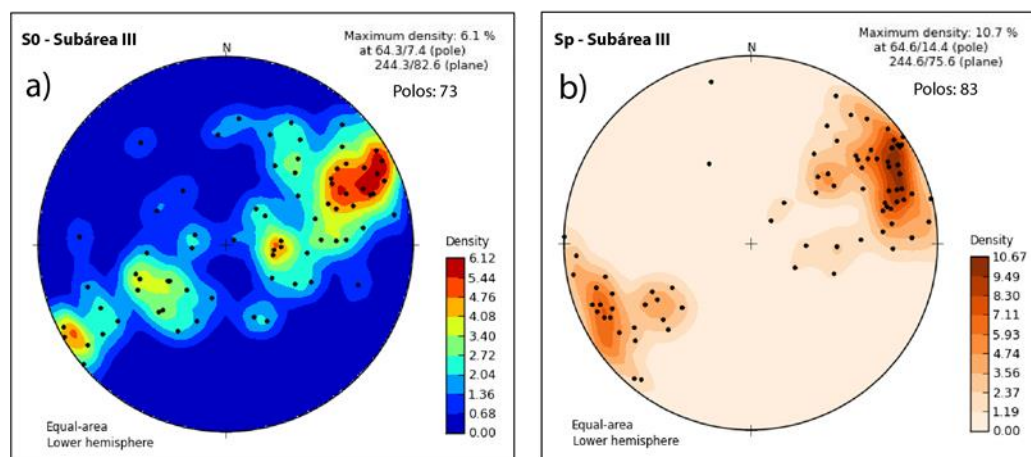 S0 - Subárea III
N
Maximum density: 6.1 %
at 64.3/7.4 (pole)
244.3/82.6 (plane)
a)
Polos: 73
Density
6.12
5.44
4.76
4.08
3.40
2.72
2.04
1.36
0.68
0.00
Equal-area
Lower hemisphere
Sp - Subárea III
N
Maximum density: 10.7 %
at 64.6/14.4 (pole)
244.6/75.6 (plane)
b)
Polos: 83
Density
10.67
9.49
8.30
7.11
5.93
4.74
3.56
2.37
1.19
0.00
Equal-area
Lower hemisphere